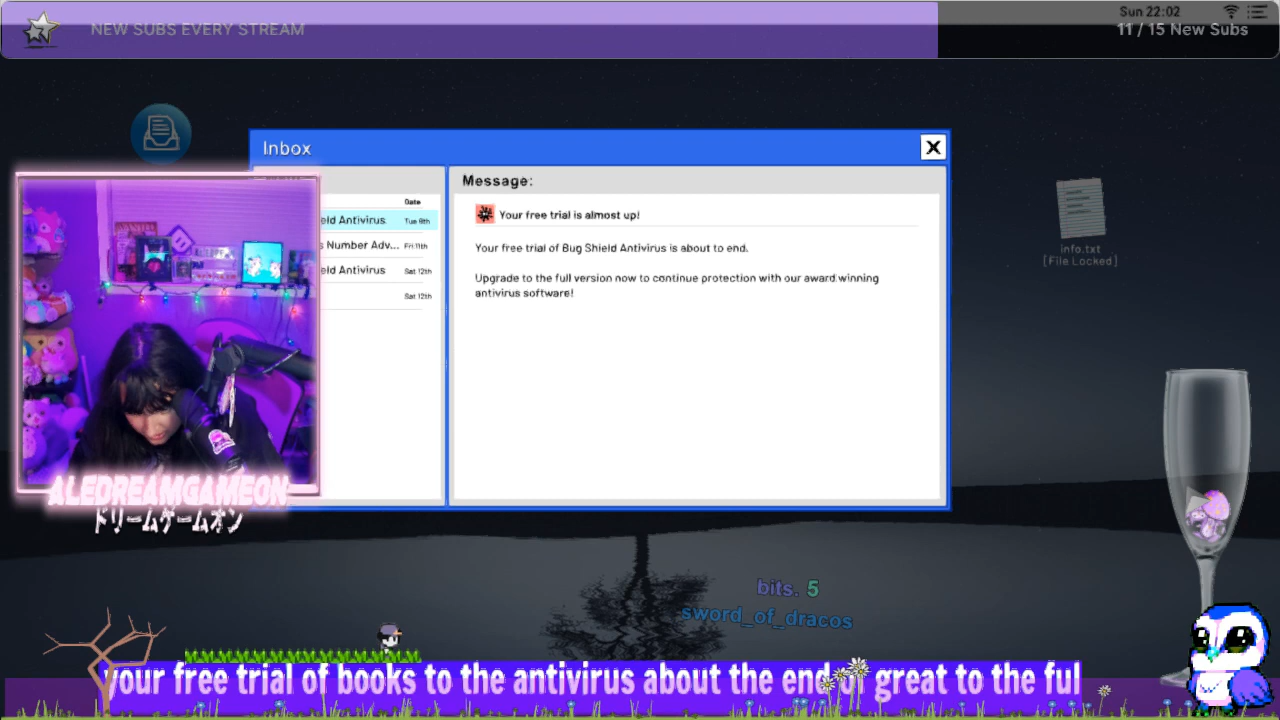 Sun 22:02
NEW SUBS EVERY STREAM
11 / 15 New Subs
Inbox
X
Message:
Date
eld Antivirus Tue 8th
s Number Adv... Fri 11th
eld Antivirus Sat 12th
Sat 12th
Your free trial is almost up!
Your free trial of Bug Shield Antivirus is about to end.
Upgrade to the full version now to continue protection with our award winning
antivirus software!
info.txt
[File Locked]
ALEDREAMGAMEON
ドリームゲームオン
bits. 5
sword_of_dracos
your free trial of books to the antivirus about the end of great to the ful